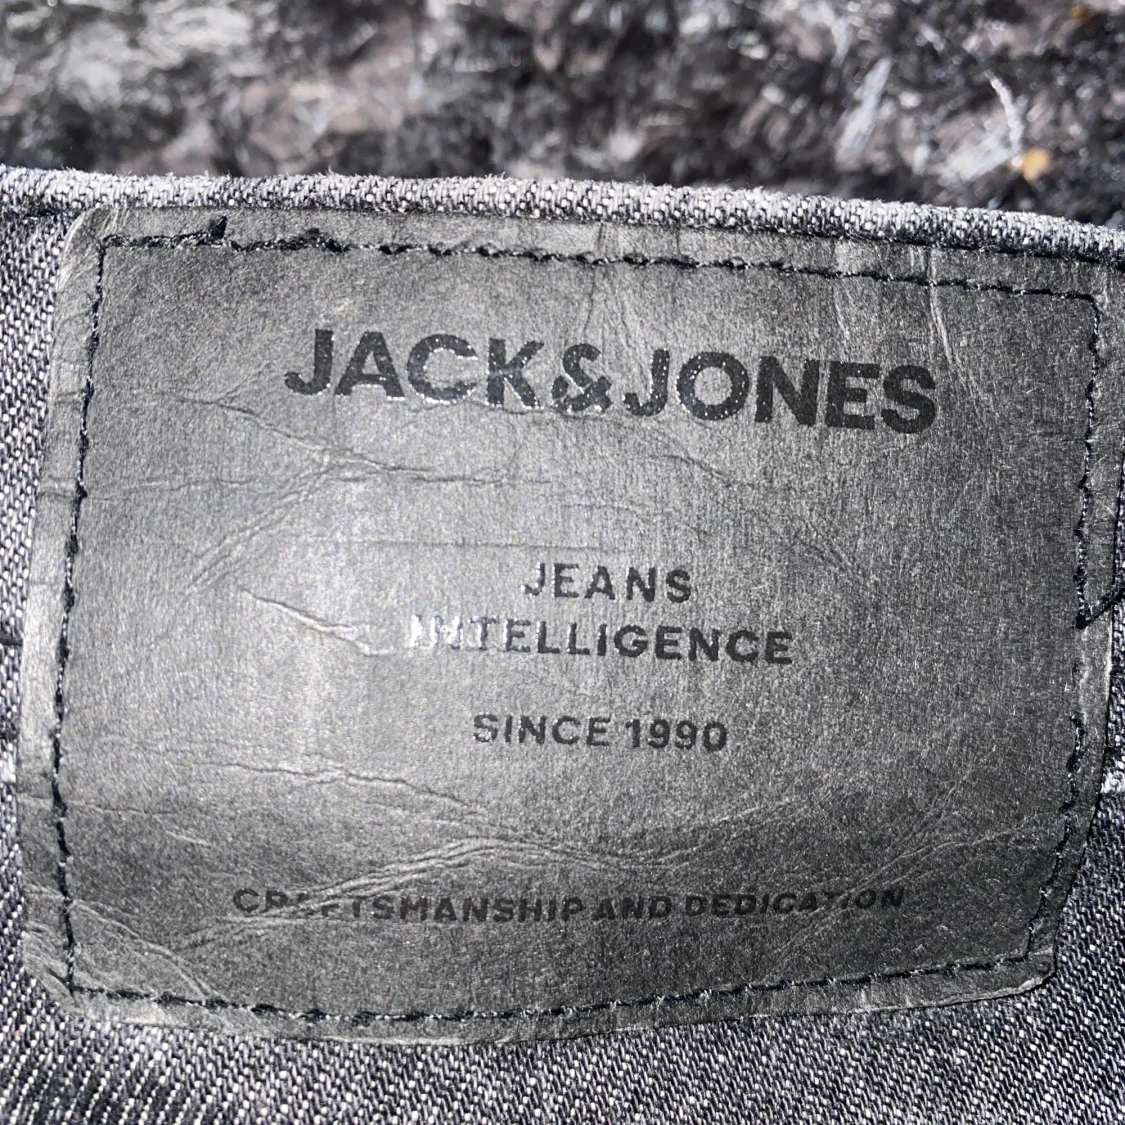 JACK&JONES
JEANS
INTELLIGENCE
SINCE 1990
CRAFTSMANSHIP AND DEDICATION